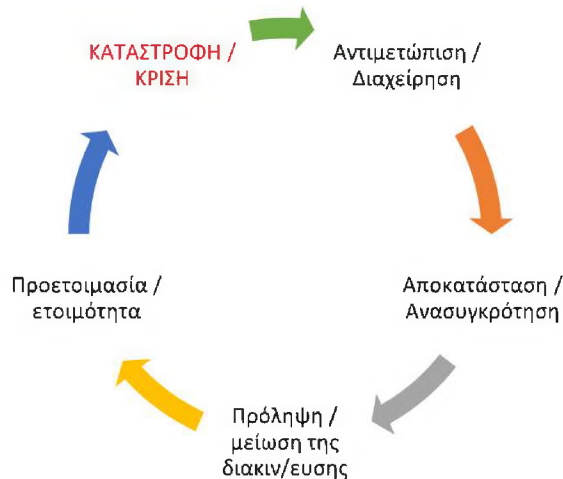 ΚΑΤΑΣΤΡΟΦΗ /
ΚΡΙΣΗ
Αντιμετώπιση /
Διαχείρηση
Αποκατάσταση /
Ανασυγκρότηση
Πρόληψη /
μείωση της
διακιν/ευσης
Προετοιμασία /
ετοιμότητα